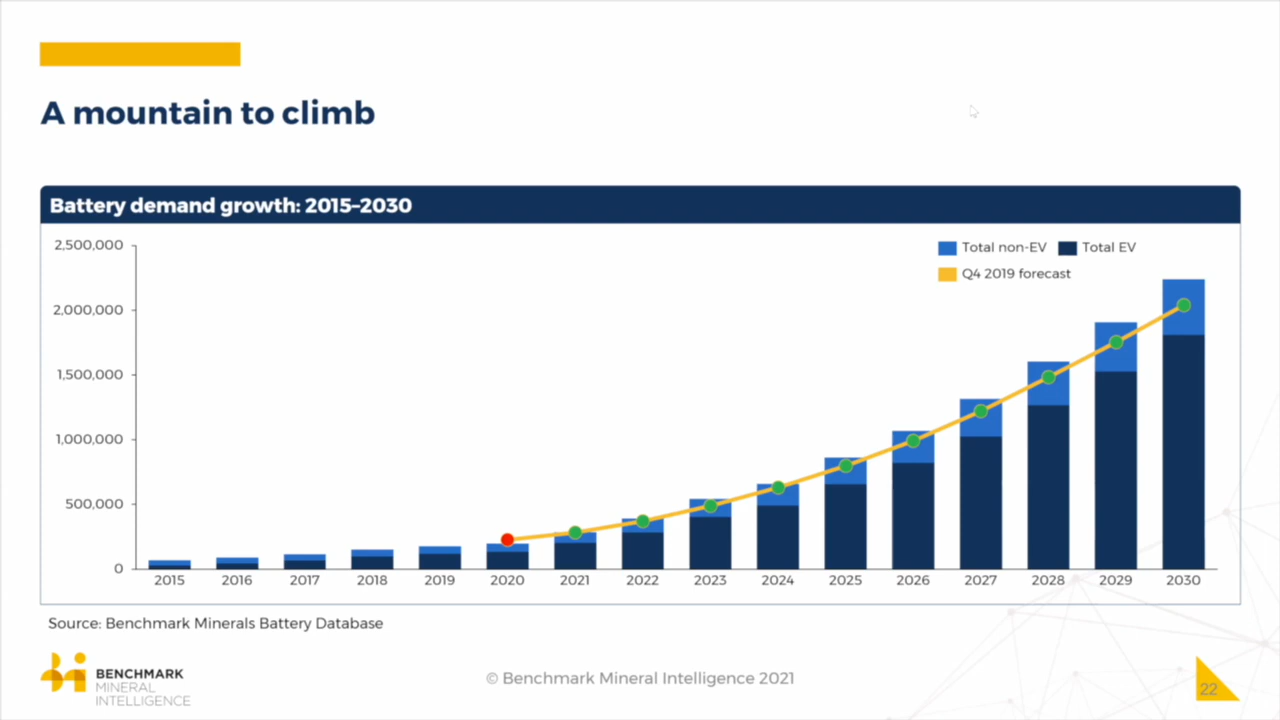 A mountain to climb
Battery demand growth: 2015–2030
2,500,000
2,000,000
1,500,000
1,000,000
500,000
0
Total non-EV
Total EV
Q4 2019 forecast
2015 2016 2017 2018 2019 2020 2021 2022 2023 2024 2025 2026 2027 2028 2029 2030
Source: Benchmark Minerals Battery Database
BENCHMARK
MINERAL
INTELLIGENCE
© Benchmark Mineral Intelligence 2021
22